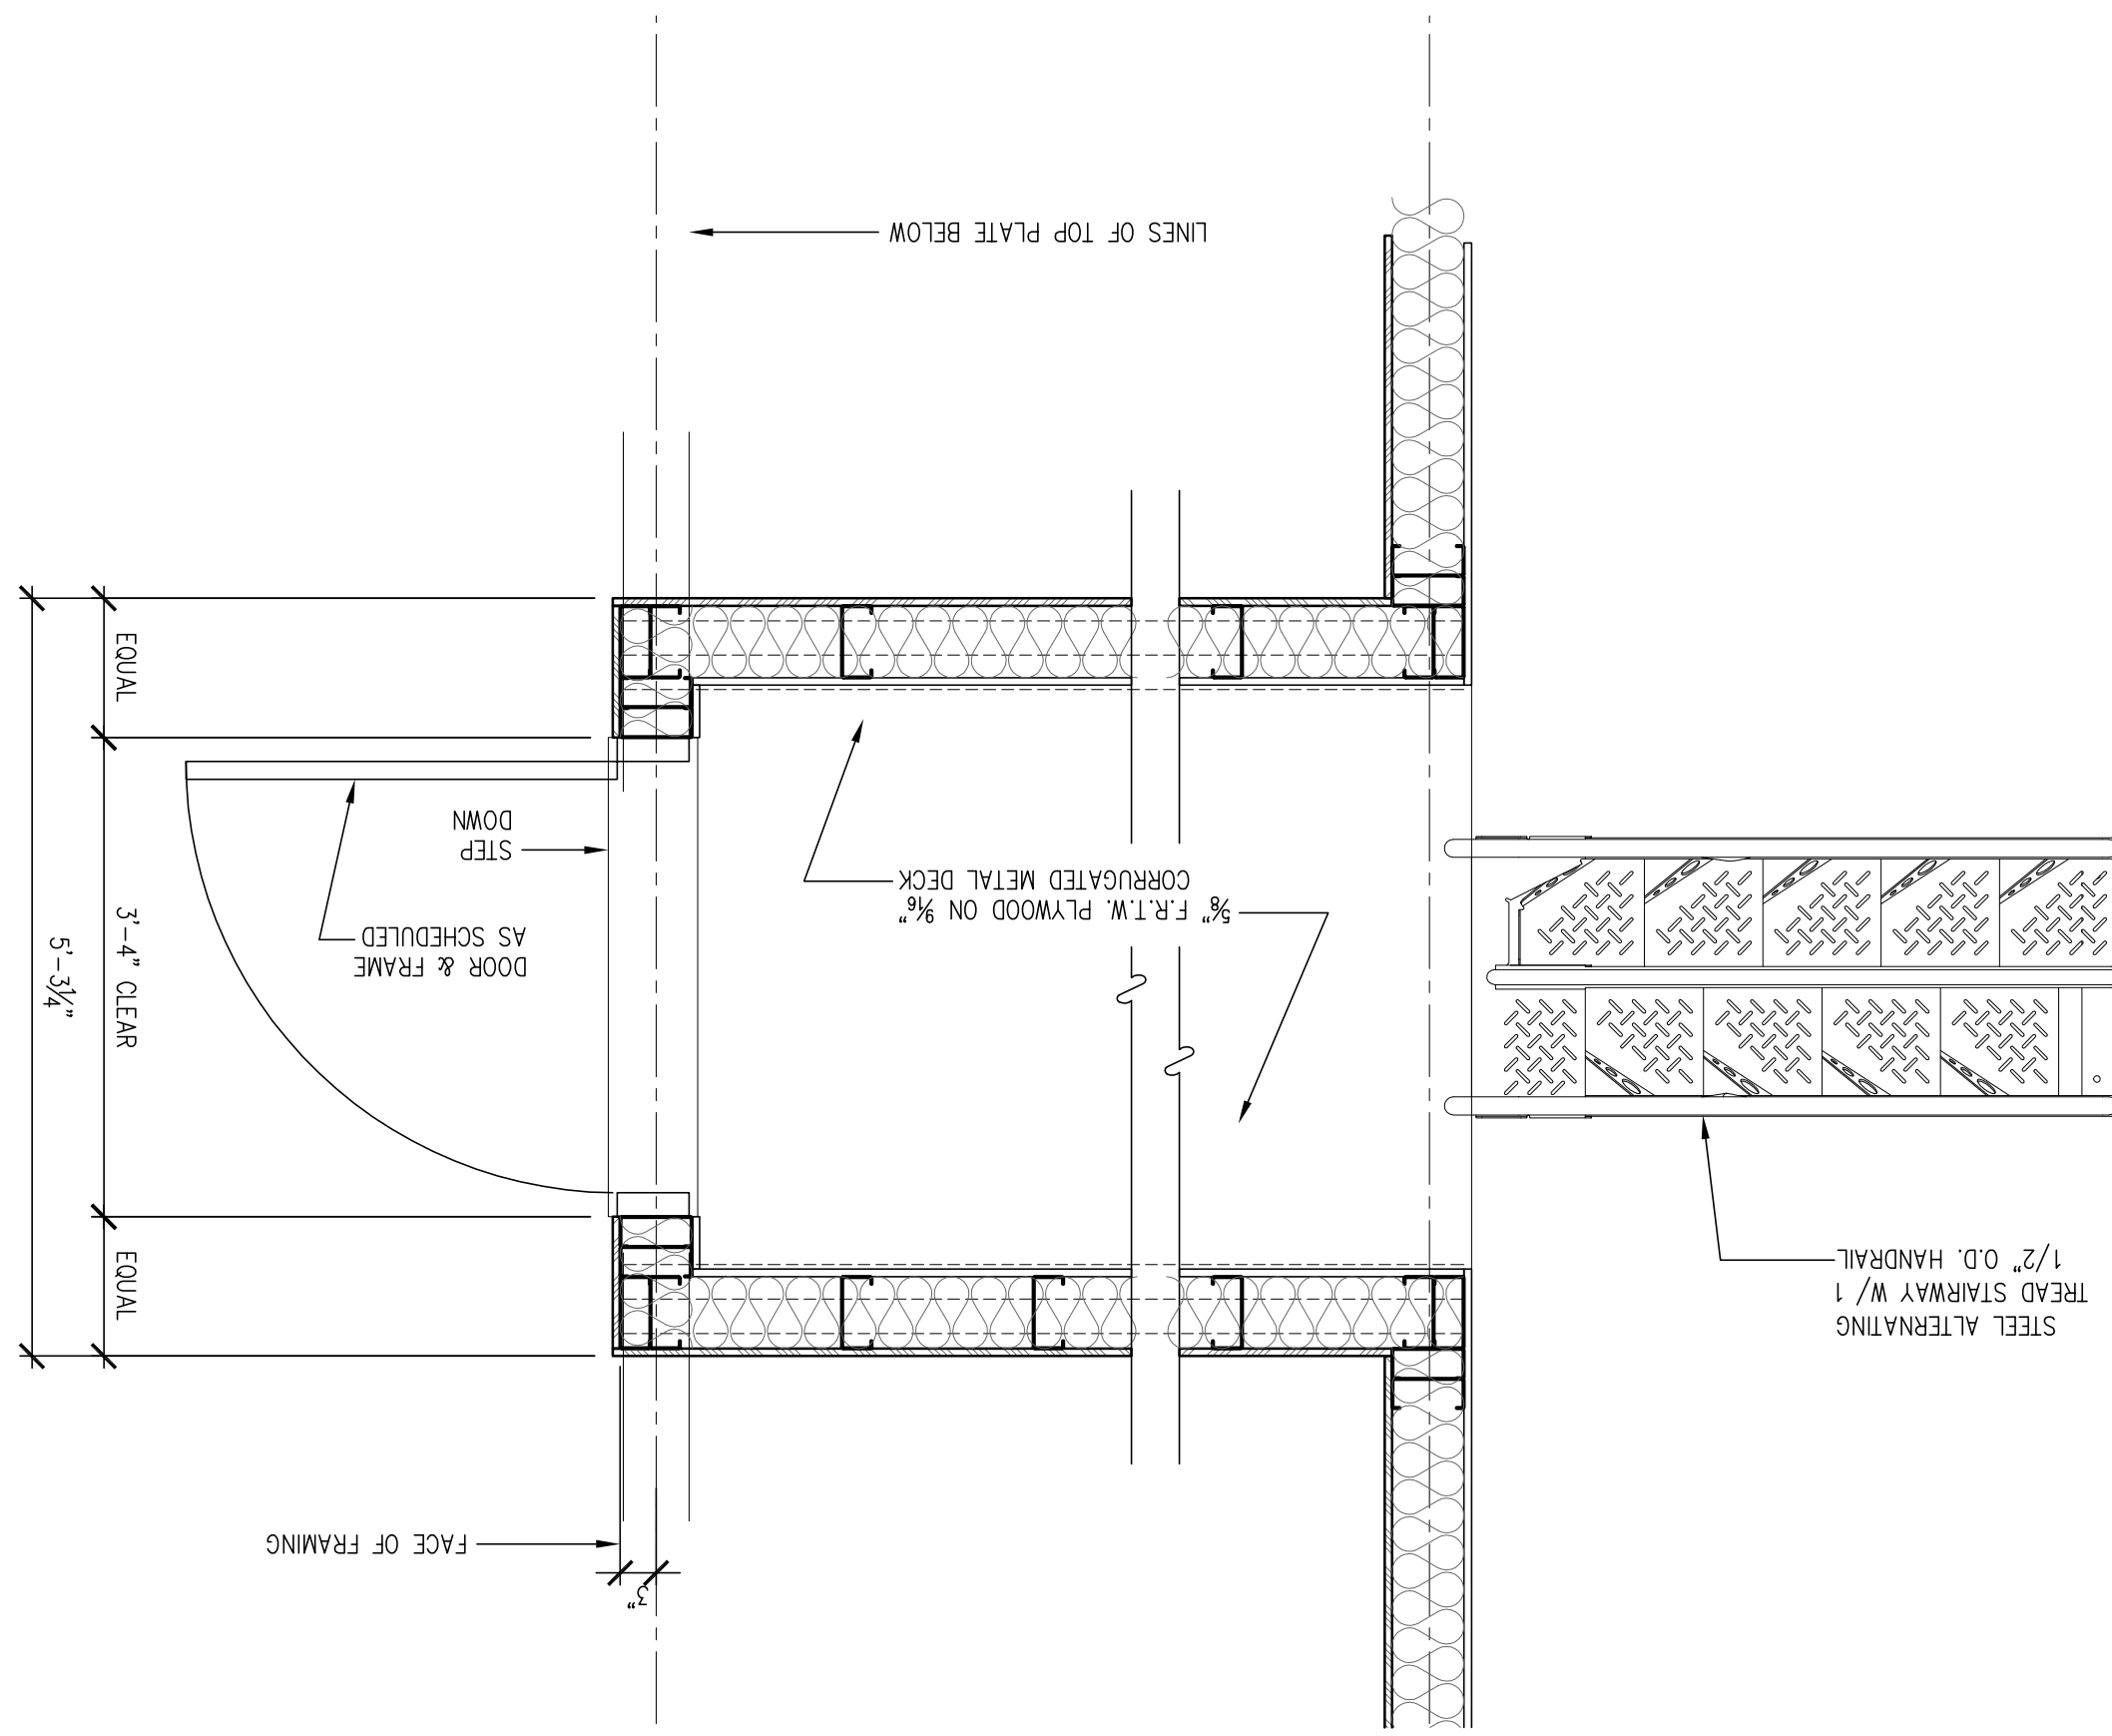 STEEL ALTERNATING
TREAD STAIRWAY W/ 1
1/2" O.D. HANDRAIL
3"
FACE OF FRAMING
EQUAL
3'-4" CLEAR
EQUAL
5'-3¼"
DOOR & FRAME
AS SCHEDULED
⅝" F.R.T.W. PLYWOOD ON 9⁄16"
CORRUGATED METAL DECK
STEP
DOWN
LINES OF TOP PLATE BELOW